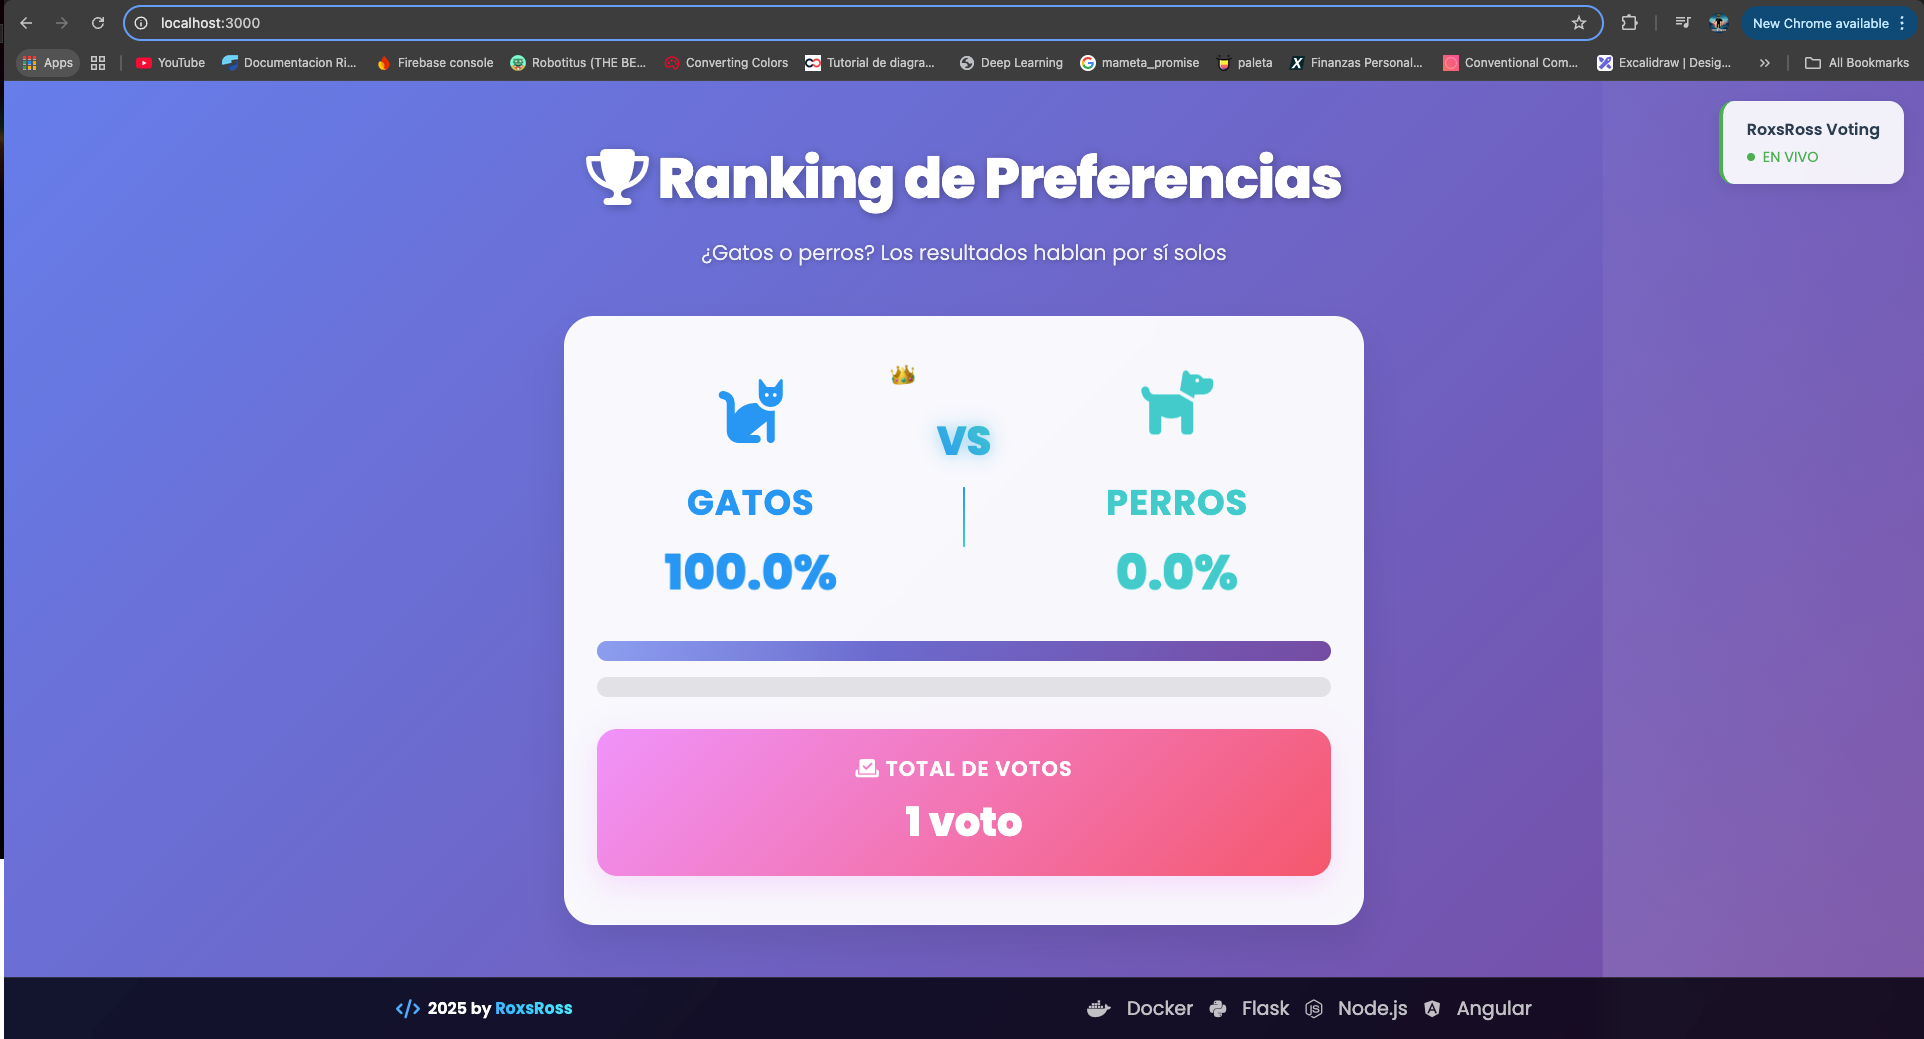 localhost:3000
New Chrome available
Apps
YouTube
Documentacion Ri...
Firebase console
Robotitus (THE BE...
Converting Colors
Tutorial de diagra...
Deep Learning
mameta_promise
paleta
Finanzas Personal...
Conventional Com...
Excalidraw | Desig...
All Bookmarks
RoxsRoss Voting
EN VIVO
Ranking de Preferencias
¿Gatos o perros? Los resultados hablan por sí solos
VS
GATOS
100.0%
PERROS
0.0%
TOTAL DE VOTOS
1 voto
</> 2025 by RoxsRoss
Docker
Flask
Node.js
Angular